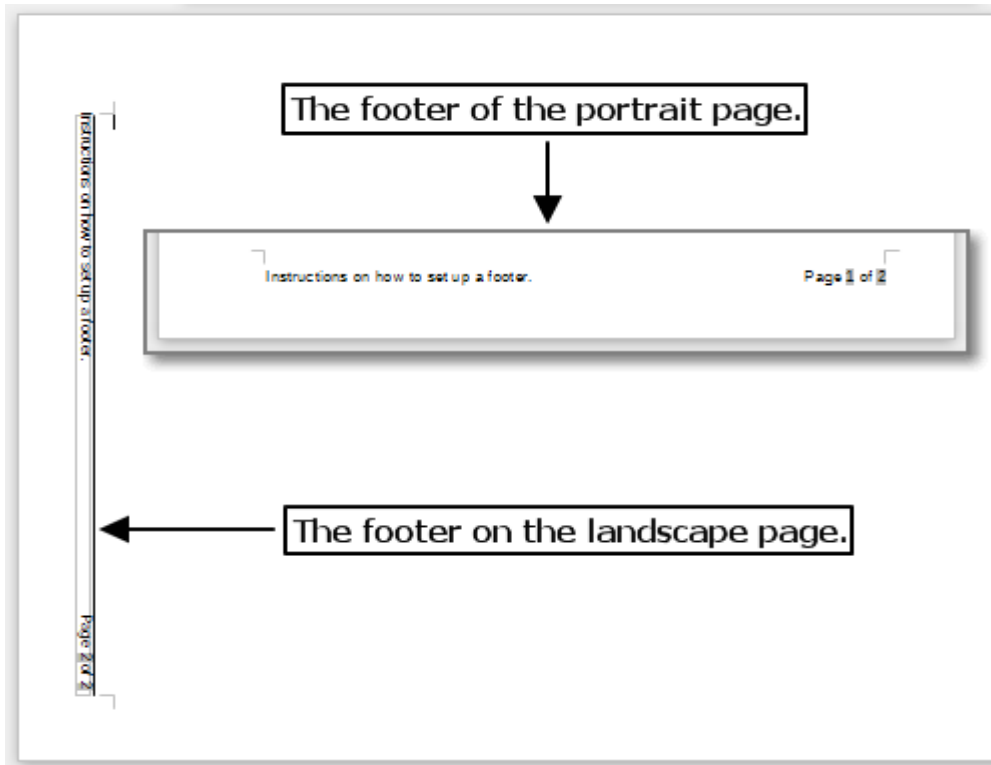 The footer of the portrait page.
Instructions on how to set up a footer.
Page 1 of 2
The footer on the landscape page.
Instructions on how to set up a footer.
Page 2 of 2